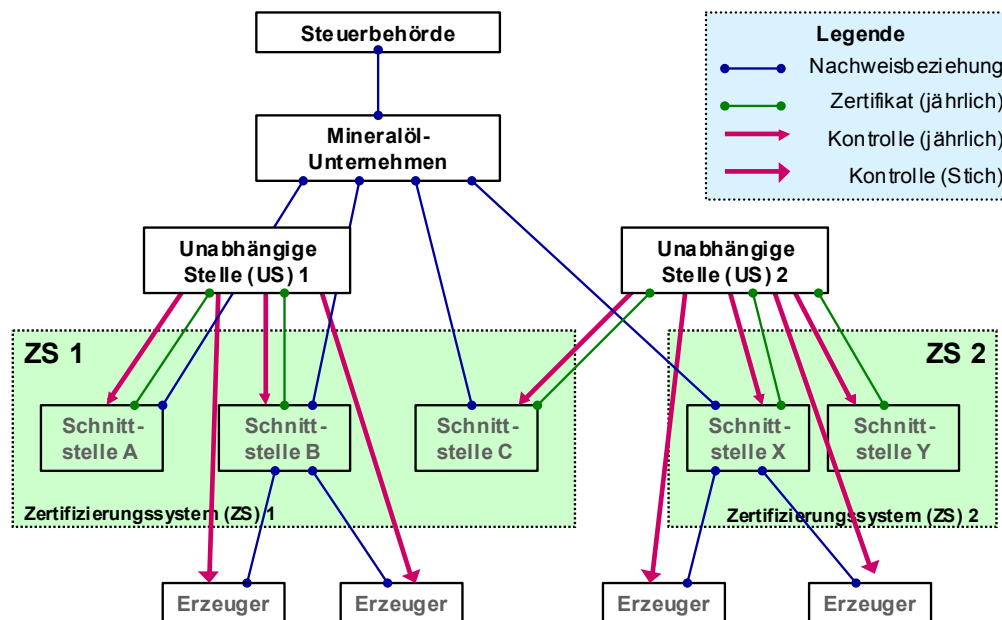 Steuerbehörde
Legende
Nachweisbeziehung
Zertifikat (jährlich)
Kontrolle (jährlich)
Kontrolle (Stich)
Mineralöl-
Unternehmen
Unabhängige
Stelle (US) 1
Unabhängige
Stelle (US) 2
ZS 1
ZS 2
Schnitt-
stelle A
Schnitt-
stelle B
Schnitt-
stelle C
Schnitt-
stelle X
Schnitt-
stelle Y
Zertifizierungssystem (ZS) 1
Zertifizierungssystem (ZS) 2
Erzeuger
Erzeuger
Erzeuger
Erzeuger